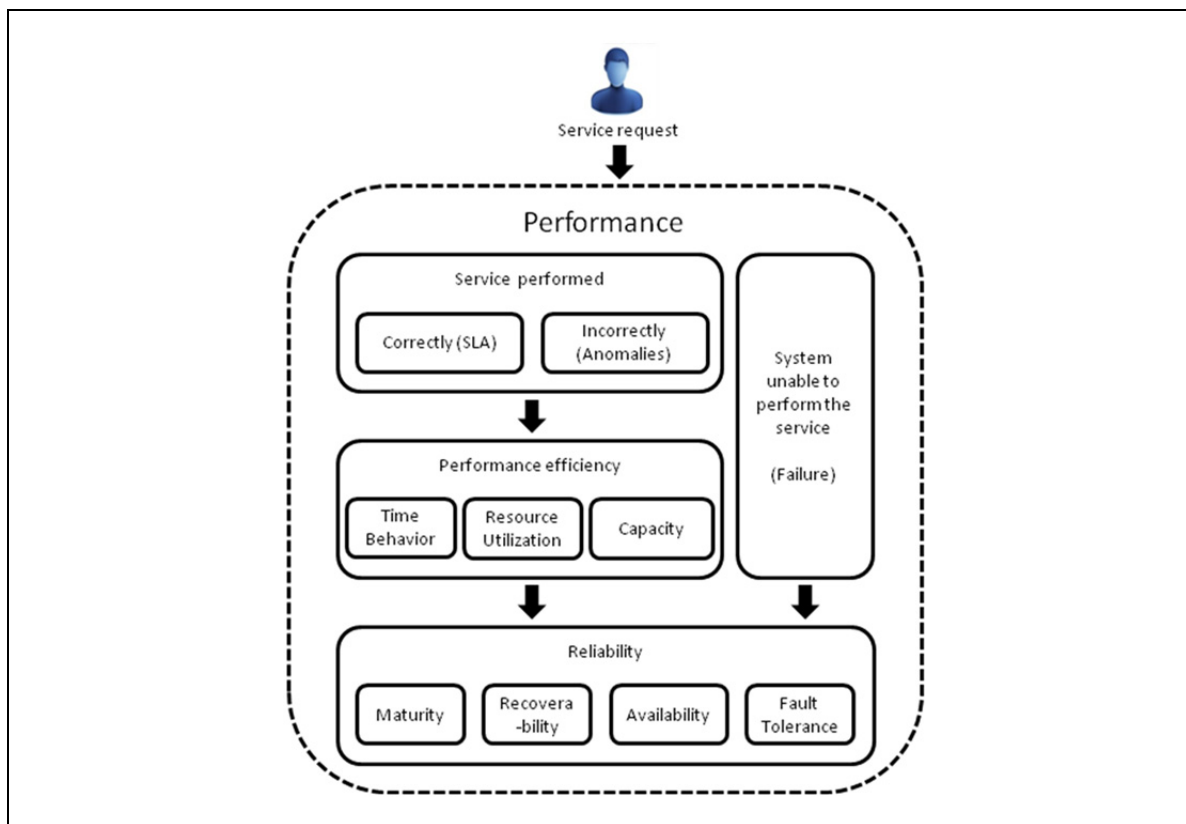 Service request
Performance
Service performed
Correctly (SLA)
Incorrectly
(Anomalies)
System
unable to
perform the
service
(Failure)
Performance efficiency
Time
Behavior
Resource
Utilization
Capacity
Reliability
Maturity
Recovera
-bility
Availability
Fault
Tolerance